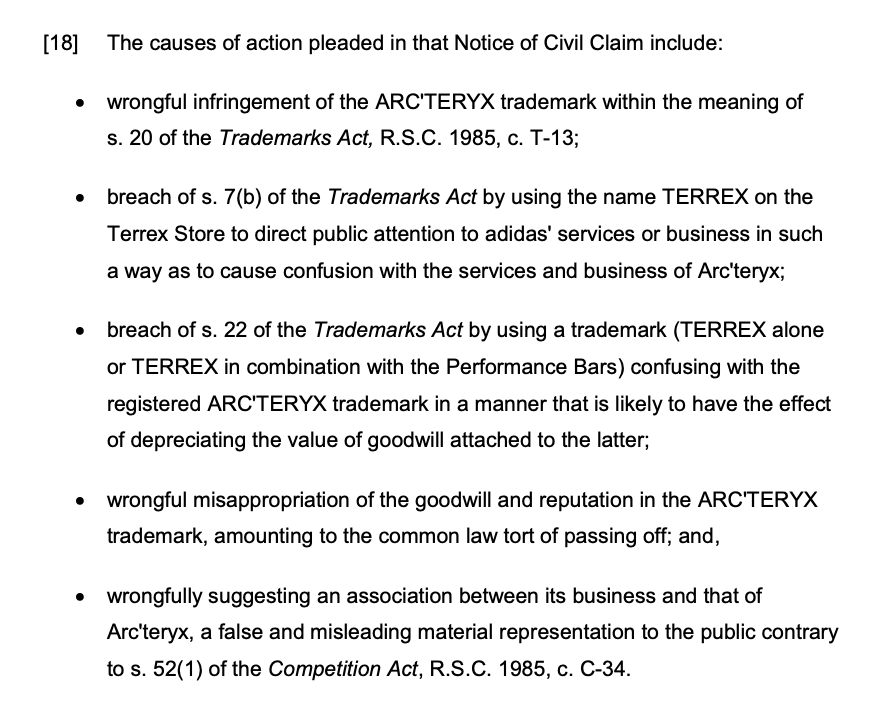 [18] The causes of action pleaded in that Notice of Civil Claim include:
• wrongful infringement of the ARC'TERYX trademark within the meaning of
s. 20 of the Trademarks Act, R.S.C. 1985, c. T-13;
• breach of s. 7(b) of the Trademarks Act by using the name TERREX on the
Terrex Store to direct public attention to adidas' services or business in such
a way as to cause confusion with the services and business of Arc'teryx;
• breach of s. 22 of the Trademarks Act by using a trademark (TERREX alone
or TERREX in combination with the Performance Bars) confusing with the
registered ARC'TERYX trademark in a manner that is likely to have the effect
of depreciating the value of goodwill attached to the latter;
• wrongful misappropriation of the goodwill and reputation in the ARC'TERYX
trademark, amounting to the common law tort of passing off; and,
• wrongfully suggesting an association between its business and that of
Arc'teryx, a false and misleading material representation to the public contrary
to s. 52(1) of the Competition Act, R.S.C. 1985, c. C-34.